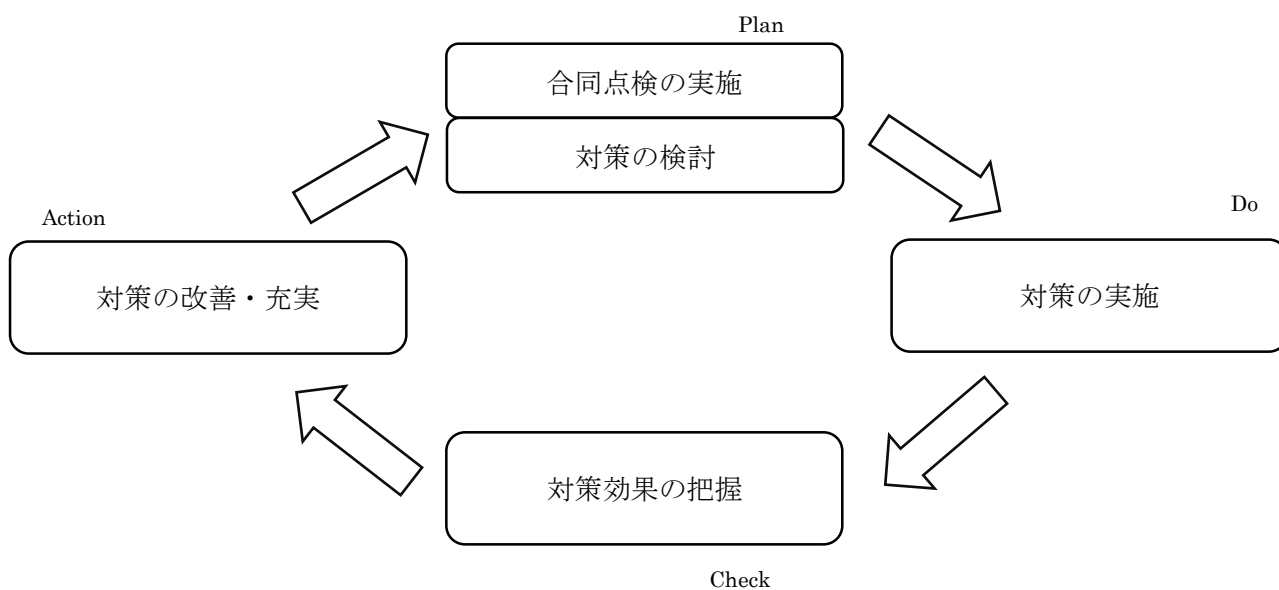 Plan
合同点検の実施
対策の検討
Action
Do
対策の改善・充実
対策の実施
対策効果の把握
Check